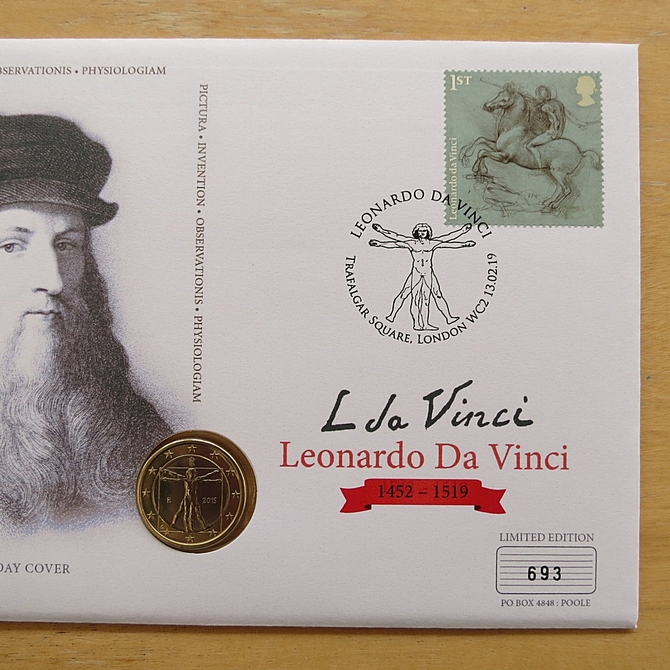 BSERVATIONIS • PHYSIOLOGIAM
PICTURA • INVENTION • OBSERVATIONIS • PHYSIOLOGIAM
1ST
Leonardo da Vinci
LEONARDO DA VINCI
TRAFALGAR SQUARE, LONDON WC2 13.02.19
L da Vinci
Leonardo Da Vinci
1452 – 1519
R 2015
DAY COVER
LIMITED EDITION
693
PO BOX 4848 : POOLE